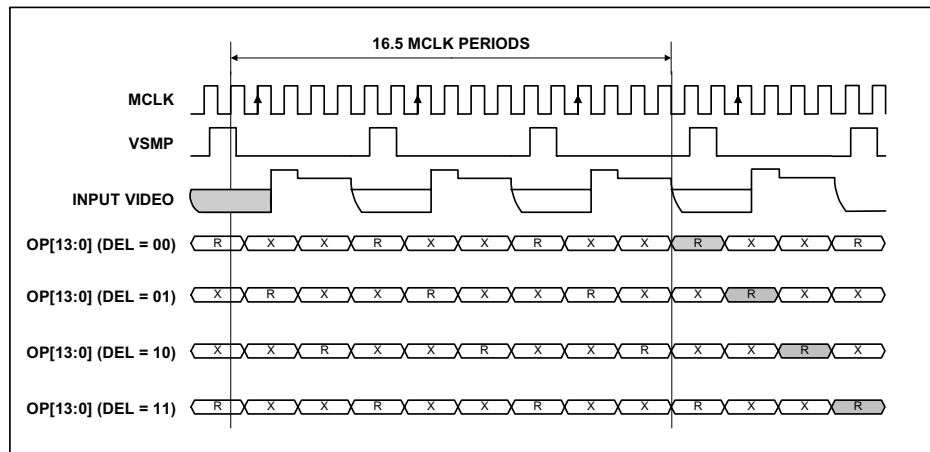 16.5 MCLK PERIODS
MCLK
VSMP
INPUT VIDEO
OP[13:0] (DEL = 00) R X X R X X R X X R X X R
OP[13:0] (DEL = 01) X R X X R X X R X X R X X
OP[13:0] (DEL = 10) X X R X X R X X R X X R X
OP[13:0] (DEL = 11) R X X R X X R X X R X X R